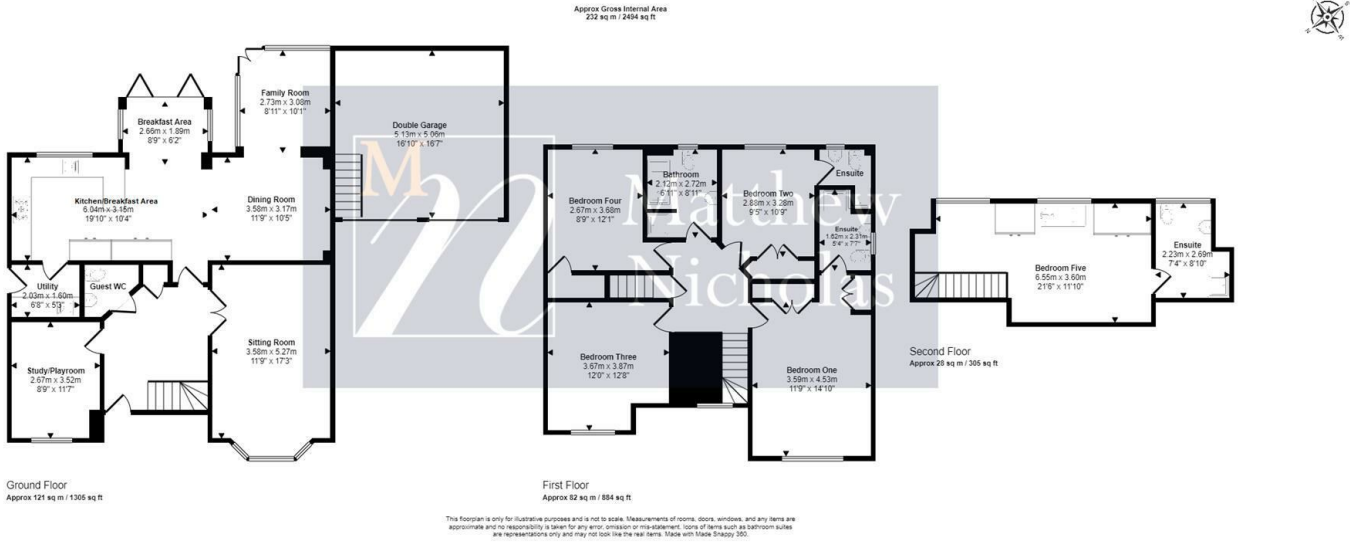 Approx Gross Internal Area
232 sq m / 2494 sq ft
Family Room
2.73m x 3.08m
8'11" x 10'1"
Breakfast Area
2.66m x 1.89m
8'9" x 6'2"
Double Garage
5.13m x 5.06m
16'10" x 16'7"
Kitchen/Breakfast Area
6.04m x 3.15m
19'10" x 10'4"
Dining Room
3.58m x 3.17m
11'9" x 10'5"
Utility
2.03m x 1.60m
6'8" x 5'3"
Guest WC
Sitting Room
3.58m x 5.27m
11'9" x 17'3"
Study/Playroom
2.67m x 3.52m
8'9" x 11'7"
Ground Floor
Approx 121 sq m / 1305 sq ft
M
n
Matthew
Nicholas
Bathroom
2.12m x 2.72m
6'11" x 8'11"
Ensuite
Bedroom Four
2.67m x 3.68m
8'9" x 12'1"
Bedroom Two
2.88m x 3.28m
9'5" x 10'9"
Ensuite
1.62m x 2.31m
5'4" x 7'7"
Bedroom Three
3.67m x 3.87m
12'0" x 12'8"
Bedroom One
3.59m x 4.53m
11'9" x 14'10"
First Floor
Approx 82 sq m / 884 sq ft
Ensuite
2.23m x 2.69m
7'4" x 8'10"
Bedroom Five
6.55m x 3.60m
21'6" x 11'10"
Second Floor
Approx 28 sq m / 305 sq ft
S
W
N
This floorplan is only for illustrative purposes and is not to scale. Measurements of rooms, doors, windows, and any items are
approximate and no responsibility is taken for any error, omission or mis-statement. Icons of items such as bathroom suites
are representations only and may not look like the real items. Made with Made Snappy 360.